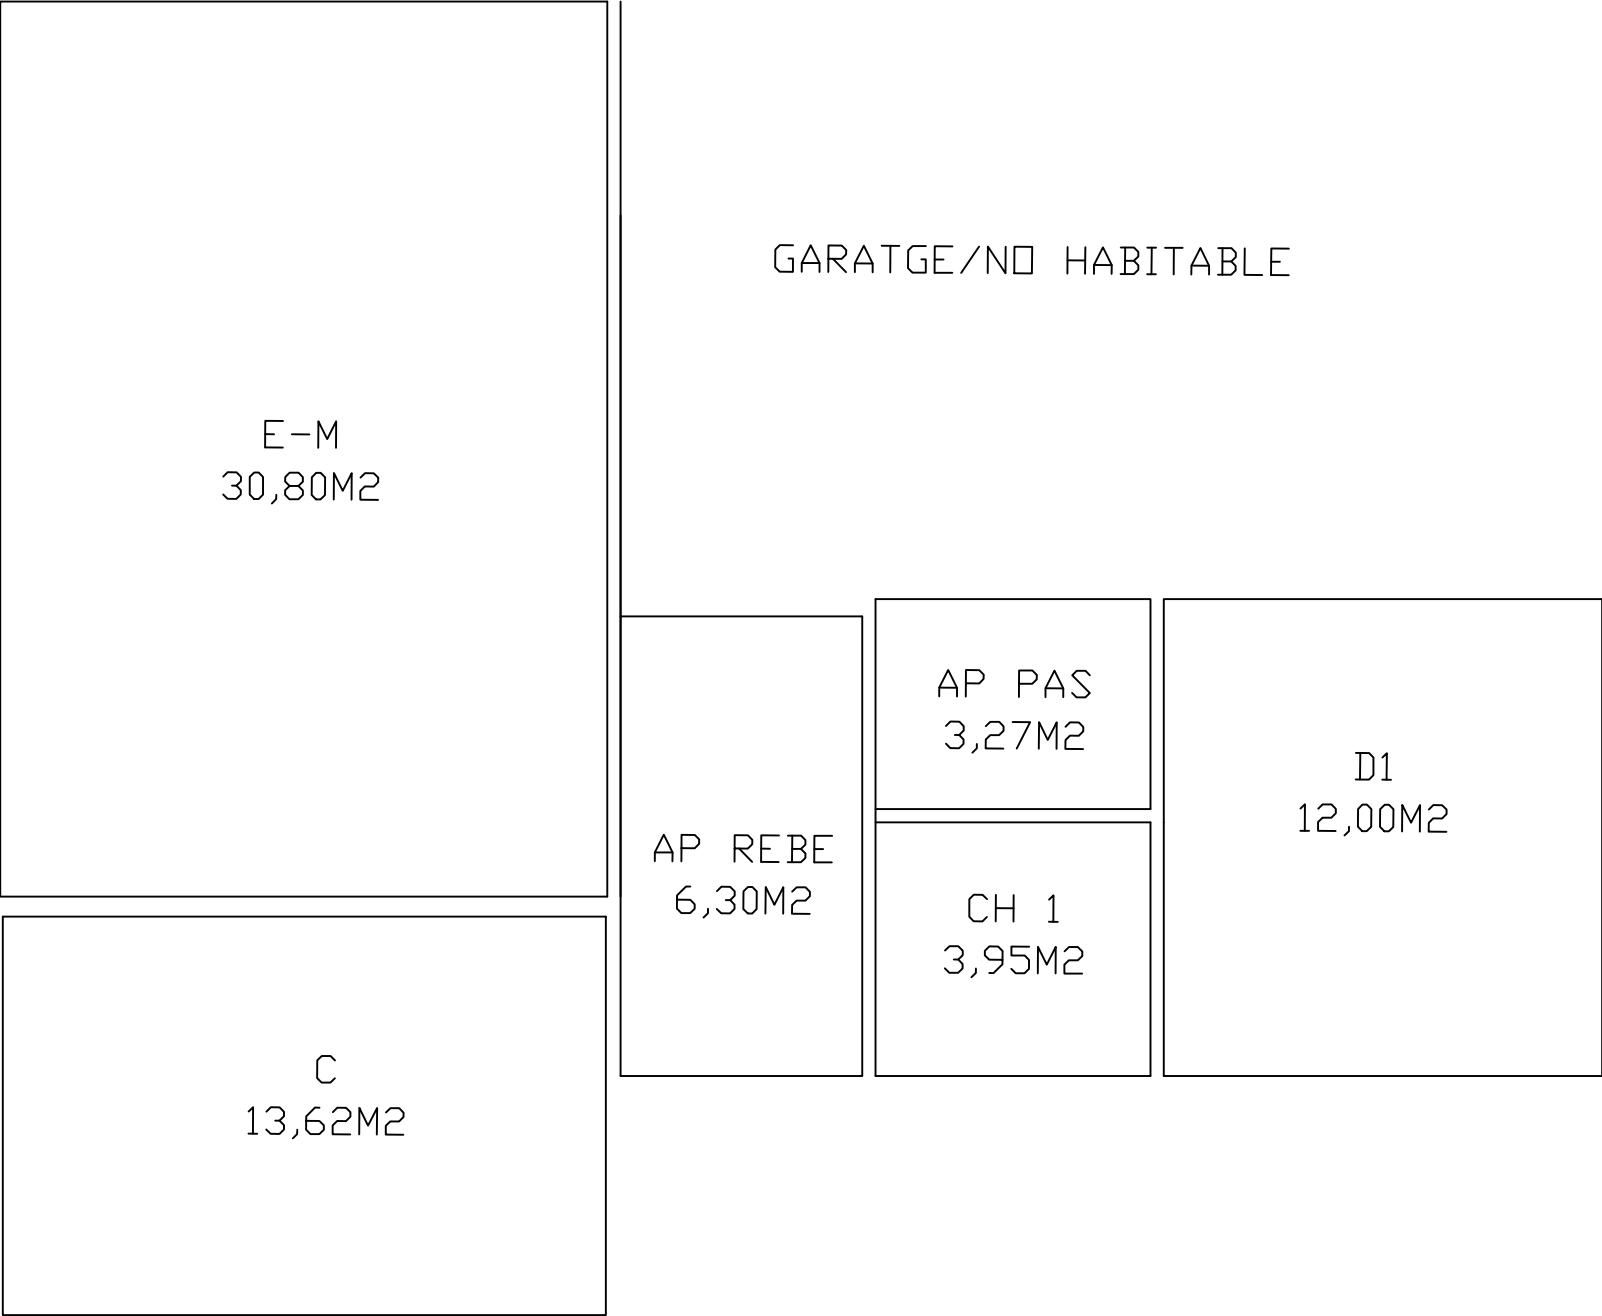 GARATGE/NO HABITABLE
E-M
30,80M2
AP PAS
3,27M2
D1
12,00M2
AP REBE
6,30M2
CH 1
3,95M2
C
13,62M2